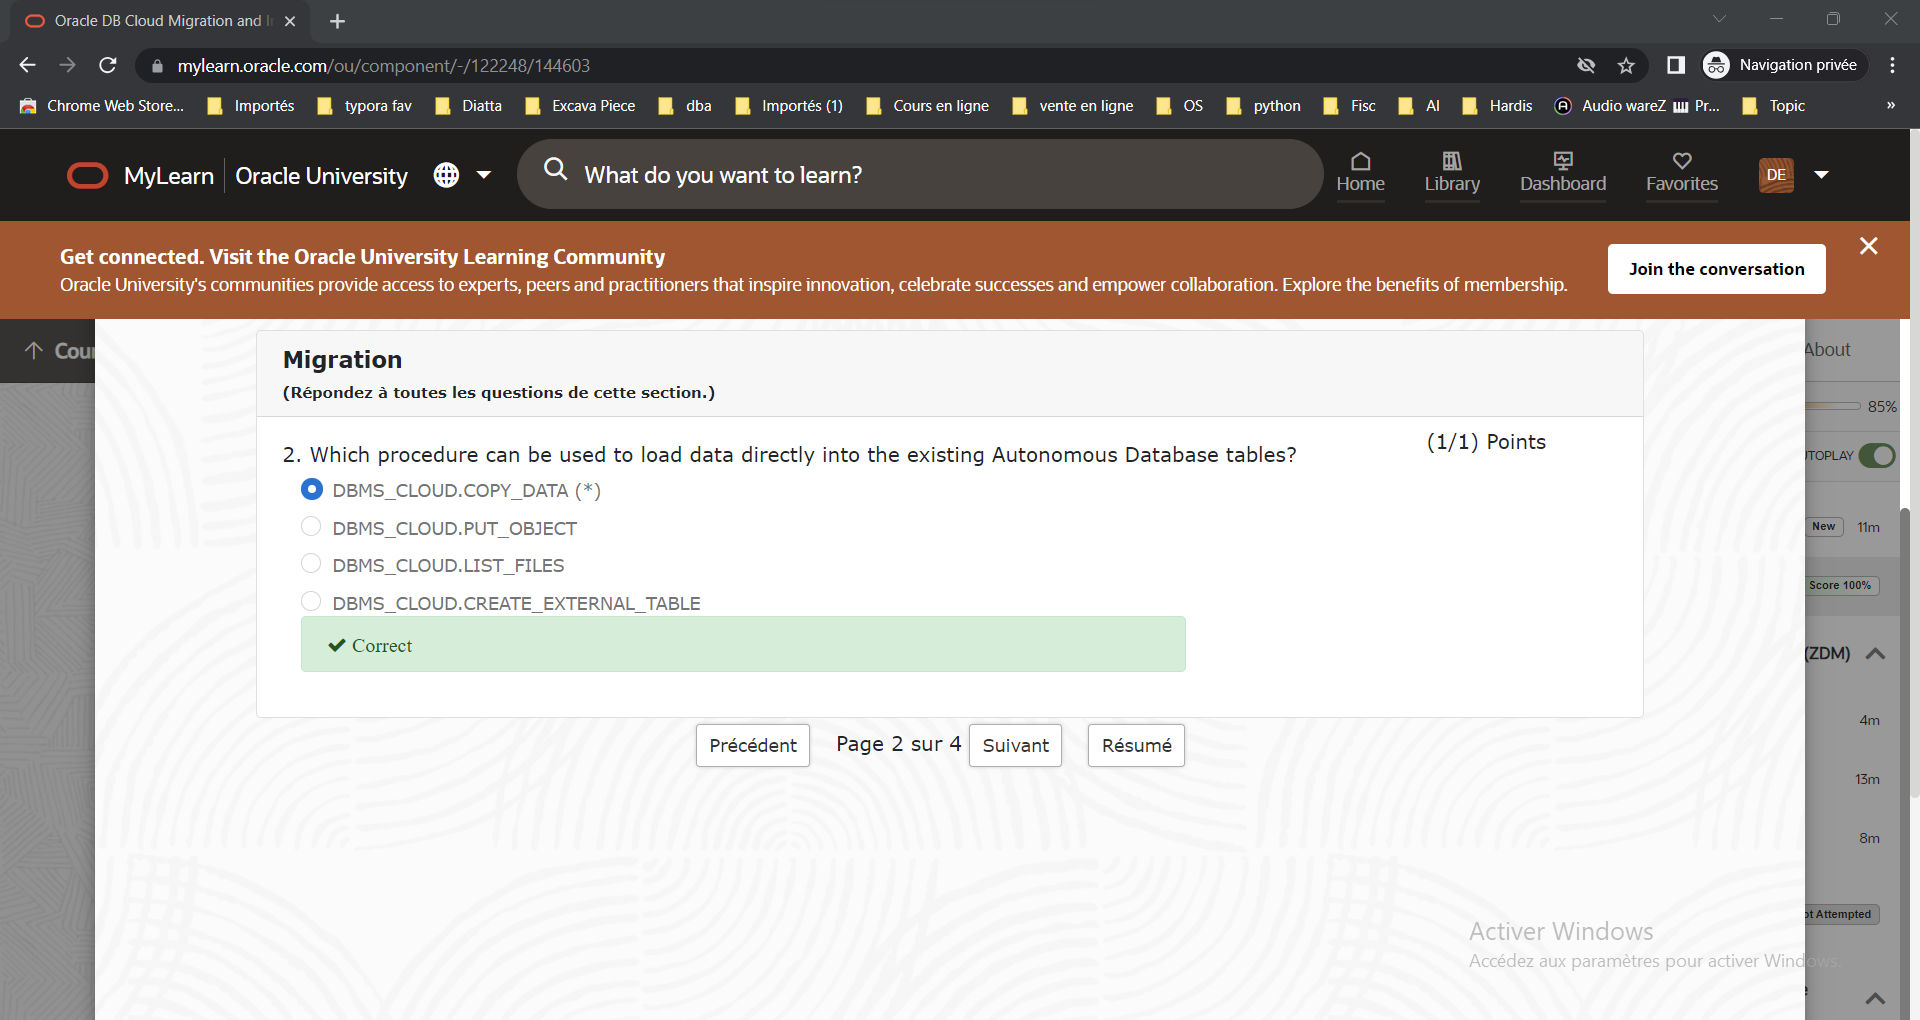 Oracle DB Cloud Migration and I
mylearn.oracle.com/ou/component/-/122248/144603
Navigation privée
Chrome Web Store... Importés typora fav Diatta Excava Piece dba Importés (1) Cours en ligne vente en ligne OS python Fisc AI Hardis Audio wareZ Pr... Topic »
MyLearn Oracle University
What do you want to learn?
Home Library Dashboard Favorites DE
Get connected. Visit the Oracle University Learning Community
Oracle University's communities provide access to experts, peers and practitioners that inspire innovation, celebrate successes and empower collaboration. Explore the benefits of membership.
Join the conversation
Cour
About
Migration
(Répondez à toutes les questions de cette section.)
85%
2. Which procedure can be used to load data directly into the existing Autonomous Database tables?
(1/1) Points
TOPLAY
DBMS_CLOUD.COPY_DATA (*)
DBMS_CLOUD.PUT_OBJECT
New 11m
DBMS_CLOUD.LIST_FILES
Score 100%
DBMS_CLOUD.CREATE_EXTERNAL_TABLE
Correct
(ZDM)
4m
Précédent Page 2 sur 4 Suivant Résumé
13m
8m
ot Attempted
Activer Windows
Accédez aux paramètres pour activer Windows.